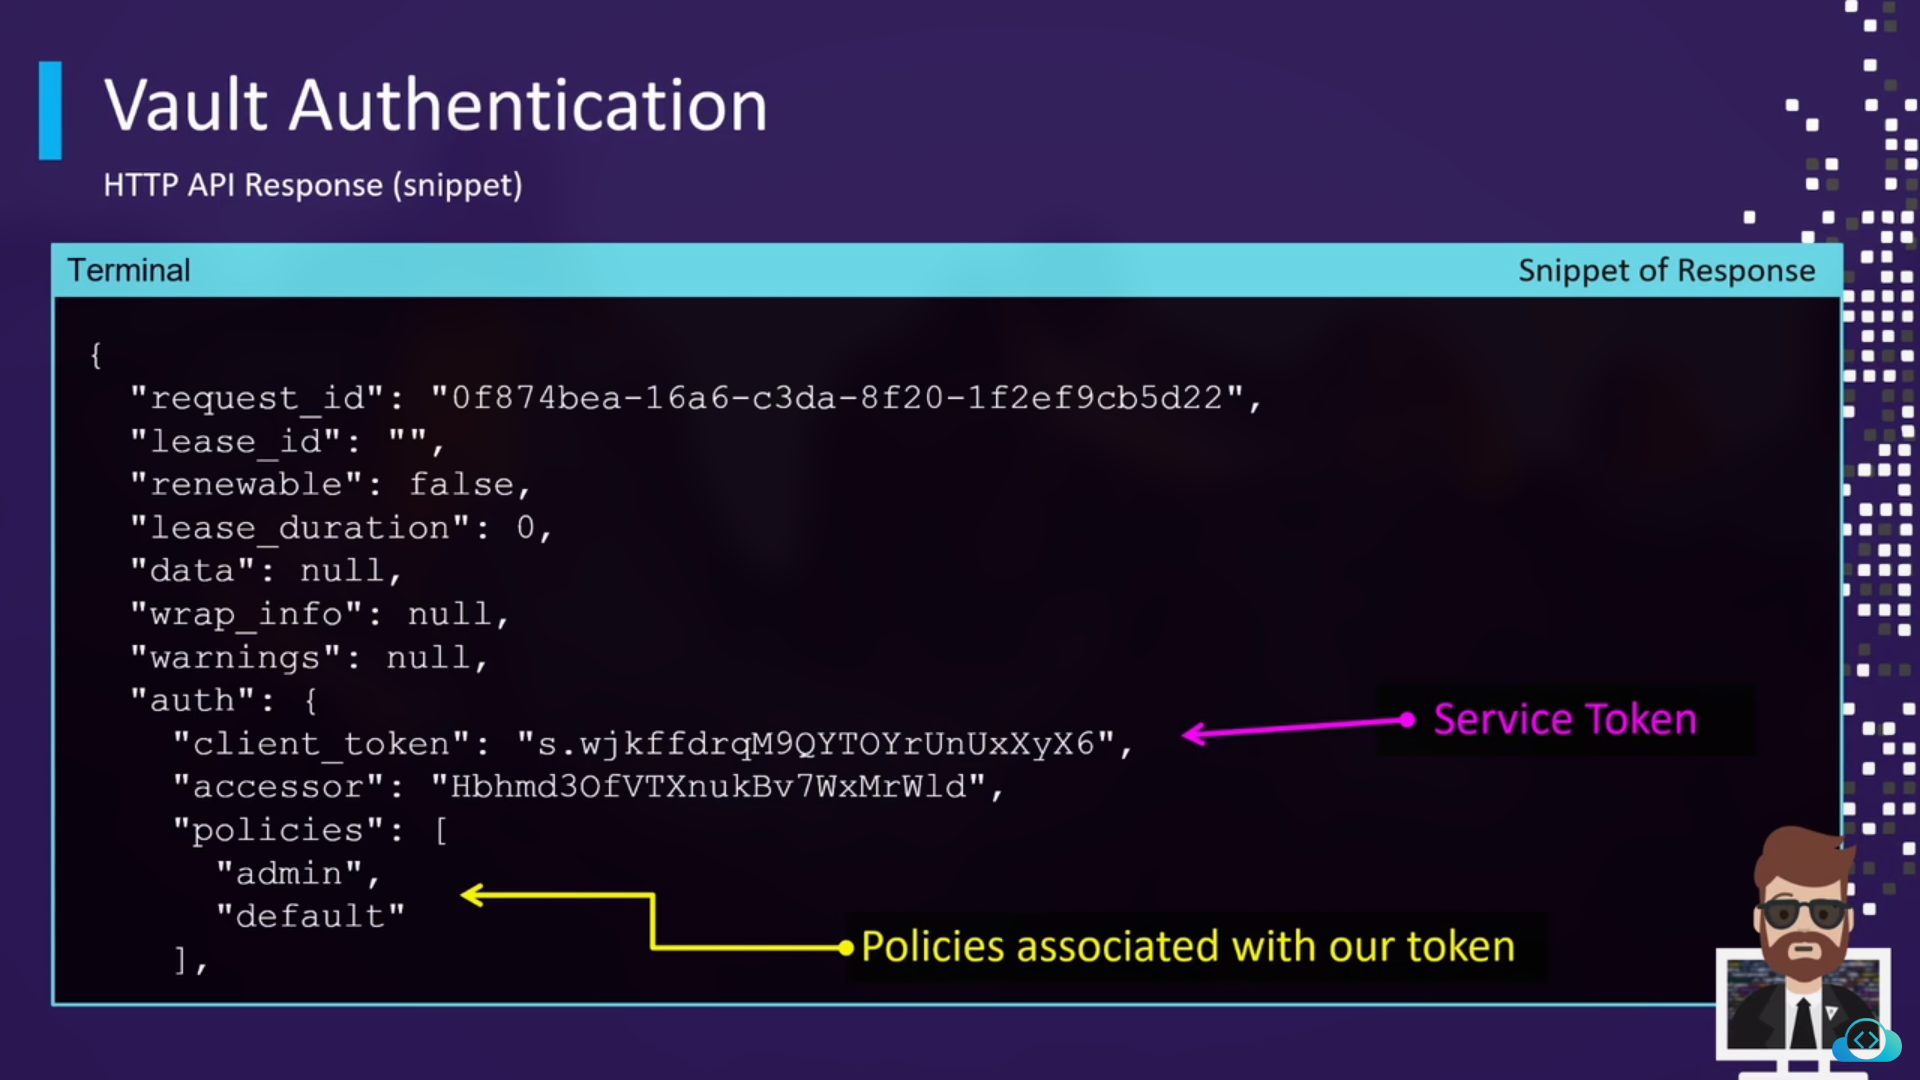 Vault Authentication
HTTP API Response (snippet)
Terminal
Snippet of Response
{
"request_id": "0f874bea-16a6-c3da-8f20-1f2ef9cb5d22",
"lease_id": "",
"renewable": false,
"lease_duration": 0,
"data": null,
"wrap_info": null,
"warnings": null,
"auth": {
"client_token": "s.wjkffdrqM9QYTOYrUnUxXyX6",
Service Token
"accessor": "Hbhmd3OfVTXnukBv7WxMrWld",
"policies": [
"admin",
"default"
Policies associated with our token
],